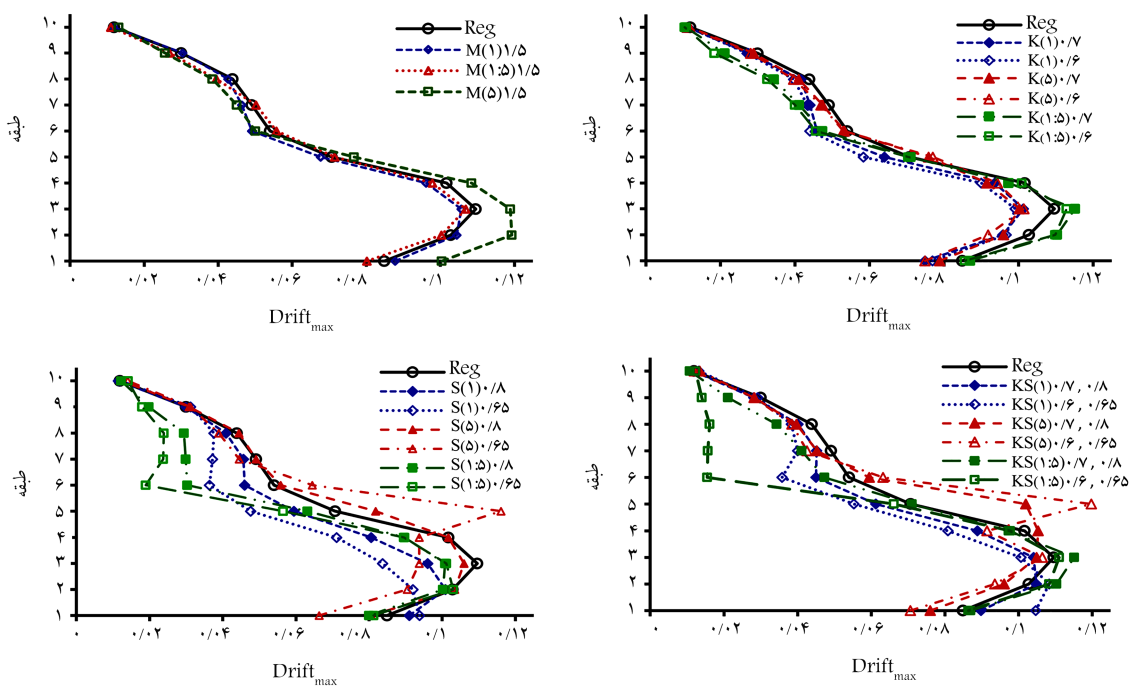 Reg
M(۱)۱/۵
M(۱:۵)۱/۵
M(۵)۱/۵
طبقه
۱۰
۹
۸
۷
۶
۵
۴
۳
۲
۱
۰ ۰/۰۲ ۰/۰۴ ۰/۰۶ ۰/۰۸ ۰/۱ ۰/۱۲
Drift max
Reg
K(۱)۰/۷
K(۱)۰/۶
K(۵)۰/۷
K(۵)۰/۶
K(۱:۵)۰/۷
K(۱:۵)۰/۶
طبقه
۱۰
۹
۸
۷
۶
۵
۴
۳
۲
۱
۰ ۰/۰۲ ۰/۰۴ ۰/۰۶ ۰/۰۸ ۰/۱ ۰/۱۲
Drift max
Reg
S(۱)۰/۸
S(۱)۰/۶۵
S(۵)۰/۸
S(۵)۰/۶۵
S(۱:۵)۰/۸
S(۱:۵)۰/۶۵
طبقه
۱۰
۹
۸
۷
۶
۵
۴
۳
۲
۱
۰ ۰/۰۲ ۰/۰۴ ۰/۰۶ ۰/۰۸ ۰/۱ ۰/۱۲
Drift max
Reg
KS(۱)۰/۷, ۰/۸
KS(۱)۰/۶, ۰/۶۵
KS(۵)۰/۷, ۰/۸
KS(۵)۰/۶, ۰/۶۵
KS(۱:۵)۰/۷, ۰/۸
KS(۱:۵)۰/۶, ۰/۶۵
طبقه
۱۰
۹
۸
۷
۶
۵
۴
۳
۲
۱
۰ ۰/۰۲ ۰/۰۴ ۰/۰۶ ۰/۰۸ ۰/۱ ۰/۱۲
Drift max